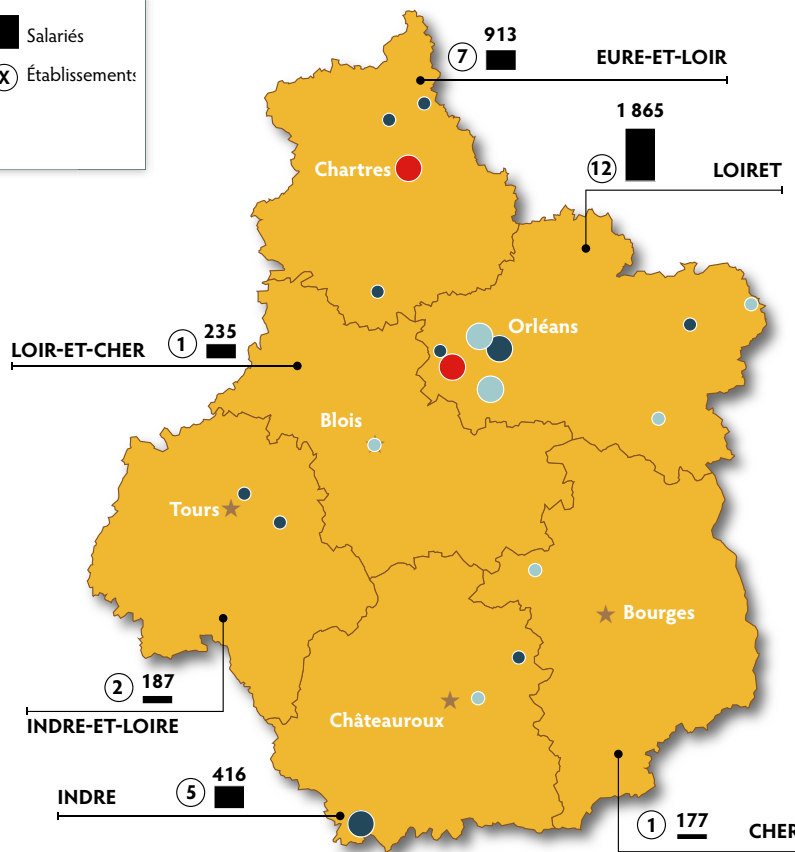 Salariés
X Établissements
913
7
EURE-ET-LOIR
1 865
12
LOIRET
Chartres
Orléans
235
1
LOIR-ET-CHER
Blois
Tours
Bourges
187
2
INDRE-ET-LOIRE
Châteauroux
416
5
INDRE
177
1
CHER